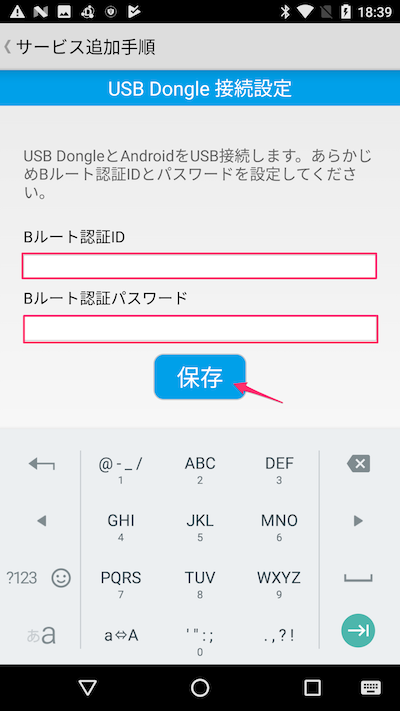 18:39
《 サービス追加手順
USB Dongle 接続設定
USB DongleとAndroidをUSB接続します。あらかじ
めBルート認証IDとパスワードを設定してくださ
い。
Bルート認証ID
Bルート認証パスワード
保存
@-_/ ABC DEF
1 2 3
GHI JKL MNO
4 5 6
?123 PQRS TUV WXYZ
7 8 9
あa a⇔A '":; .,?!
0